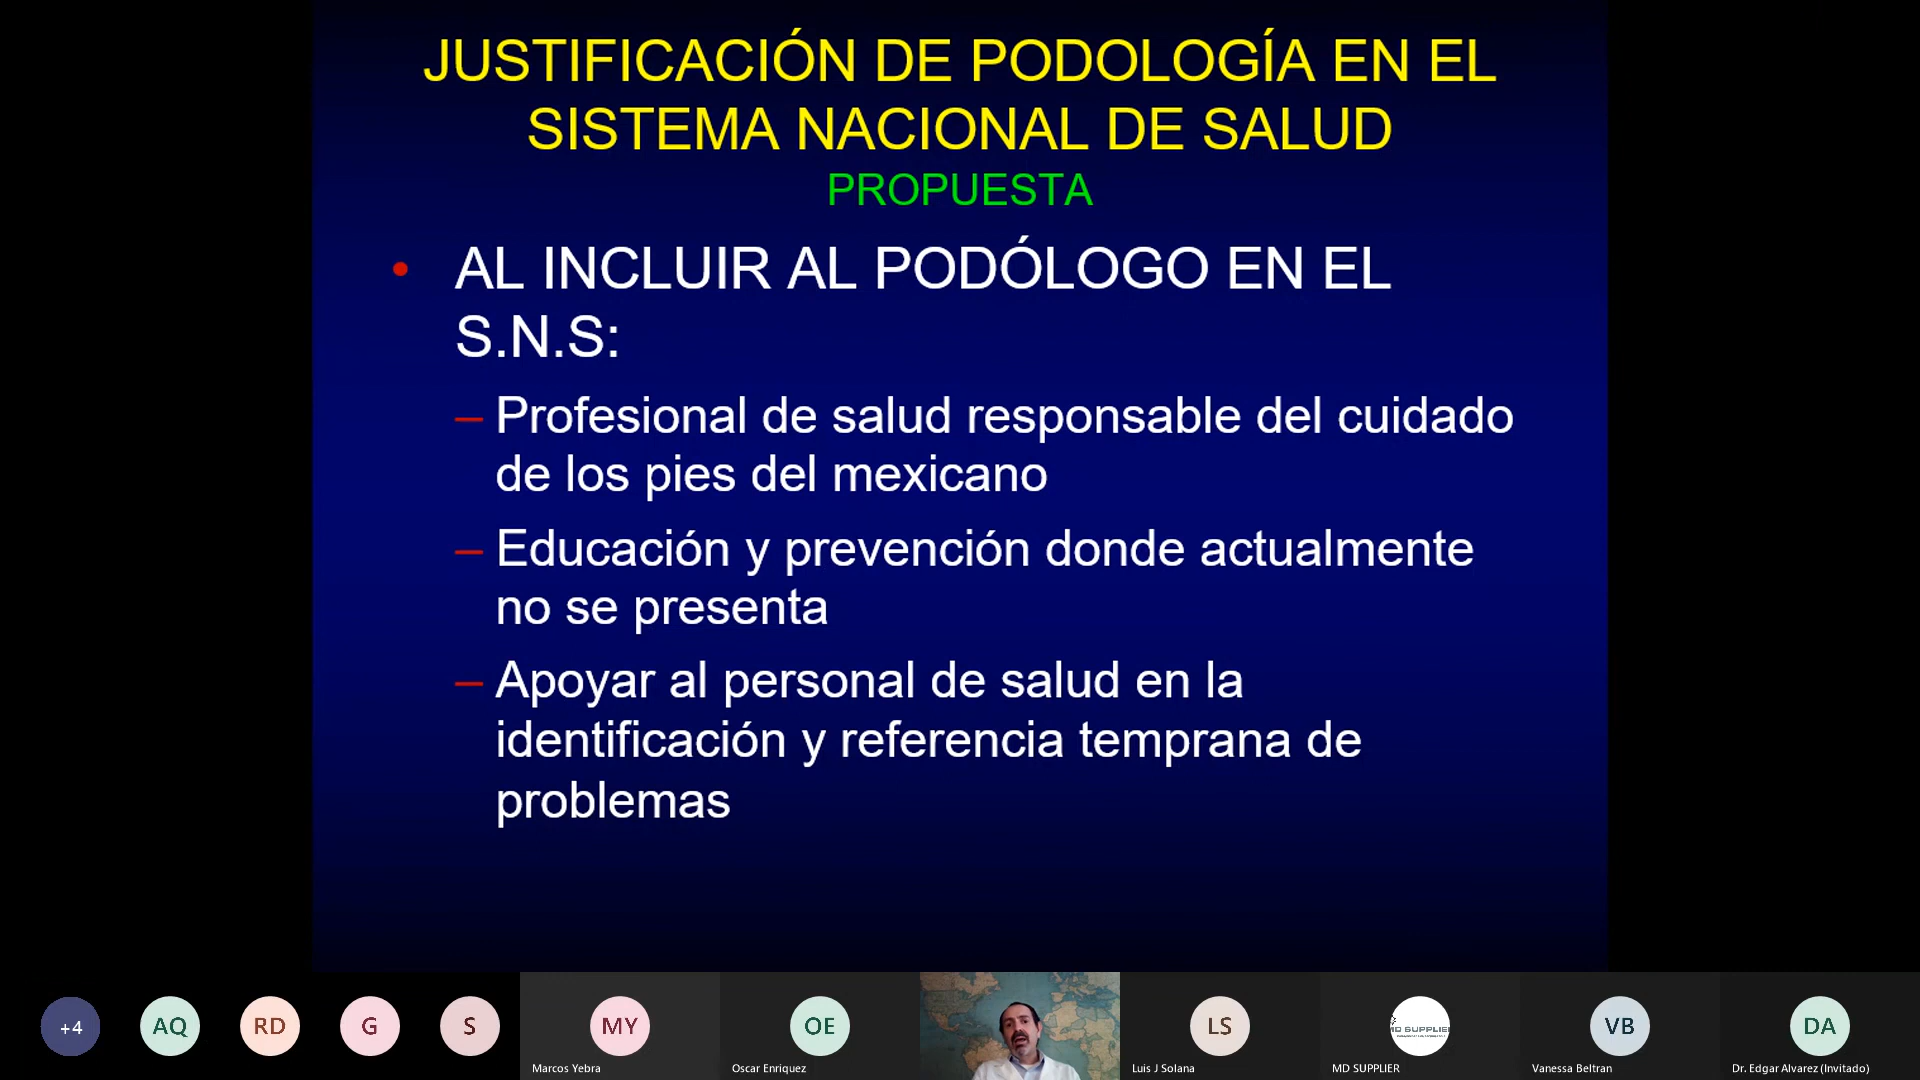 JUSTIFICACIÓN DE PODOLOGÍA EN EL
SISTEMA NACIONAL DE SALUD
PROPUESTA
• AL INCLUIR AL PODÓLOGO EN EL
S.N.S:
– Profesional de salud responsable del cuidado
de los pies del mexicano
– Educación y prevención donde actualmente
no se presenta
– Apoyar al personal de salud en la
identificación y referencia temprana de
problemas
+4
AQ
RD
G
S
MY
OE
LS
MD SUPPLIER
VB
DA
Marcos Yebra
Oscar Enriquez
Luis J Solana
MD SUPPLIER
Vanessa Beltran
Dr. Edgar Alvarez (Invitado)